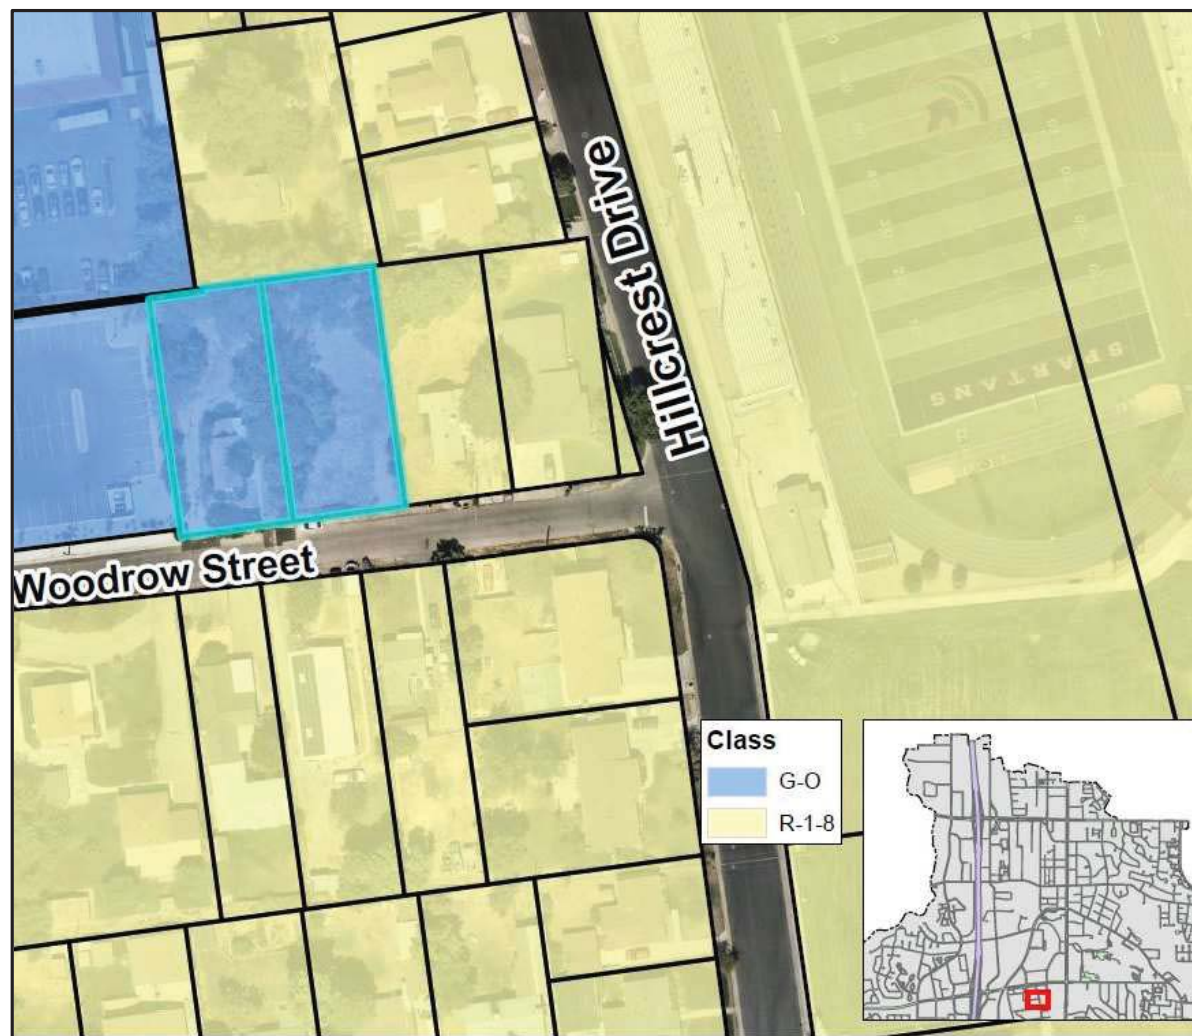 Hillcrest Drive
SPARTANS
Woodrow Street
Class
G-O
R-1-8